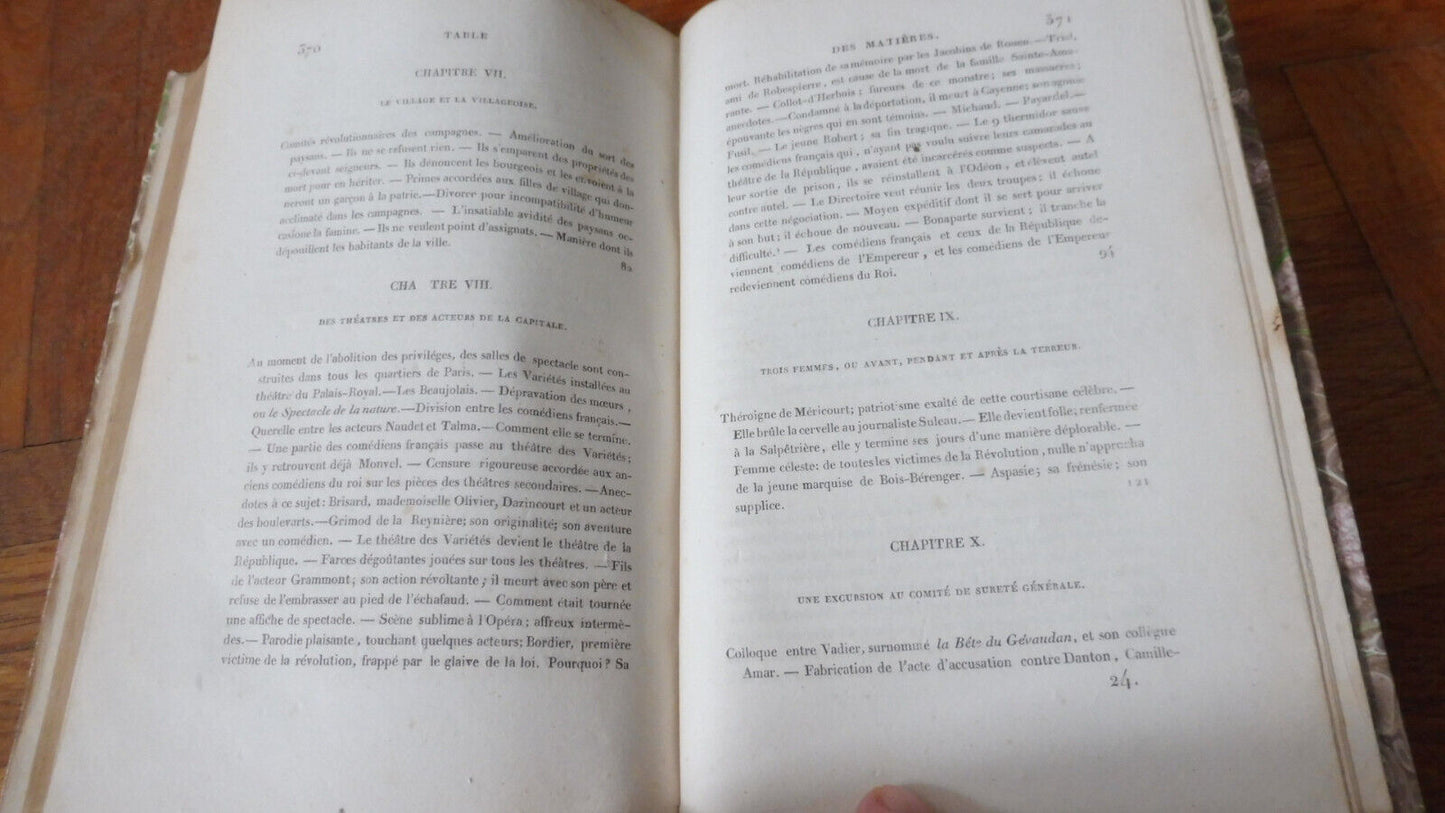 370
TABLE
CHAPITRE VII.
LE VILLAGE ET LA VILLAGEOISE.
Comités révolutionnaires des campagnes. — Amélioration du sort des
paysans. — Ils ne se refusent rien. — Ils s'emparent des propriétés des
ci-devant seigneurs. — Ils dénoncent les bourgeois et les envoient à la
mort pour en hériter. — Primes accordées aux filles de village qui don-
neront un garçon à la patrie.—Divorce pour incompatibilité d'humeur
acclimaté dans les campagnes. — L'insatiable avidité des paysans oc-
casione la famine. — Ils ne veulent point d'assignats. — Manière dont ils
dépouillent les habitants de la ville.
82
CHA TRE VIII.
DES THÉATRES ET DES ACTEURS DE LA CAPITALE.
Au moment de l'abolition des priviléges, des salles de spectacle sont con-
struites dans tous les quartiers de Paris. — Les Variétés installées au
théâtre du Palais-Royal.—Les Beaujolais. — Dépravation des mœurs,
ou le Spectacle de la nature.—Division entre les comédiens français.—
Querelle entre les acteurs Naudet et Talma.—Comment elle se termine.
— Une partie des comédiens français passe au théâtre des Variétés;
ils y retrouvent déjà Monvel. — Censure rigoureuse accordée aux an-
ciens comédiens du roi sur les pièces des théâtres secondaires. —Anec-
dotes à ce sujet: Brisard, mademoiselle Olivier, Dazincourt et un acteur
des boulevarts.—Grimod de la Reynière; son originalité; son aventure
avec un comédien. — Le théâtre des Variétés devient le théâtre de la
République. — Farces dégoûtantes jouées sur tous les théâtres. — Fils
de l'acteur Grammont; son action révoltante; il meurt avec son père et
refuse de l'embrasser au pied de l'échafaud. — Comment était tournée
une affiche de spectacle. — Scène sublime à l'Opéra; affreux intermè-
des.— Parodie plaisante, touchant quelques acteurs; Bordier, première
victime de la révolution, frappé par le glaive de la loi. Pourquoi? Sa
371
DES MATIÈRES.
mort. Réhabilitation de sa mémoire par les Jacobins de Rouen. —
ami de Robespierre, est cause de la mort de la famille Sainte-Ama-
rante. — Collot-d'Herbois; fureurs de ce monstre; ses massacres;
anecdotes.—Condamné à la déportation, il meurt à Cayenne; son agonie
épouvante les nègres qui en sont témoins. — Michaud. — Payardel.—
Fusil. — Le jeune Robert; sa fin tragique. — Le 9 thermidor sauve
les comédiens français qui, n'ayant pas voulu suivre leurs camarades au
théâtre de la République, avaient été incarcérés comme suspects. — A
leur sortie de prison, ils se réinstallent à l'Odéon, et élèvent autel
contre autel. — Le Directoire veut réunir les deux troupes; il échoue
dans cette négociation. — Moyen expéditif dont il se sert pour arriver
à son but; il échoue de nouveau. — Bonaparte survient; il tranche la
difficulté. — Les comédiens français et ceux de la République de-
viennent comédiens de l'Empereur, et les comédiens de l'Empereur
redeviennent comédiens du Roi.
94
CHAPITRE IX.
TROIS FEMMES, OU AVANT, PENDANT ET APRÈS LA TERREUR.
Théroigne de Méricourt; patriotisme exalté de cette courtisane célèbre. —
Elle brûle la cervelle au journaliste Suleau.— Elle devient folle; renfermée
à la Salpêtrière, elle y termine ses jours d'une manière déplorable. —
Femme céleste: de toutes les victimes de la Révolution, nulle n'approcha
de la jeune marquise de Bois-Bérenger. — Aspasie; sa frénésie; son
supplice.
121
CHAPITRE X.
UNE EXCURSION AU COMITÉ DE SURETÉ GÉNÉRALE.
Colloque entre Vadier, surnommé la Bête du Gévaudan, et son collègue
Amar. — Fabrication de l'acte d'accusation contre Danton, Camille-
24.